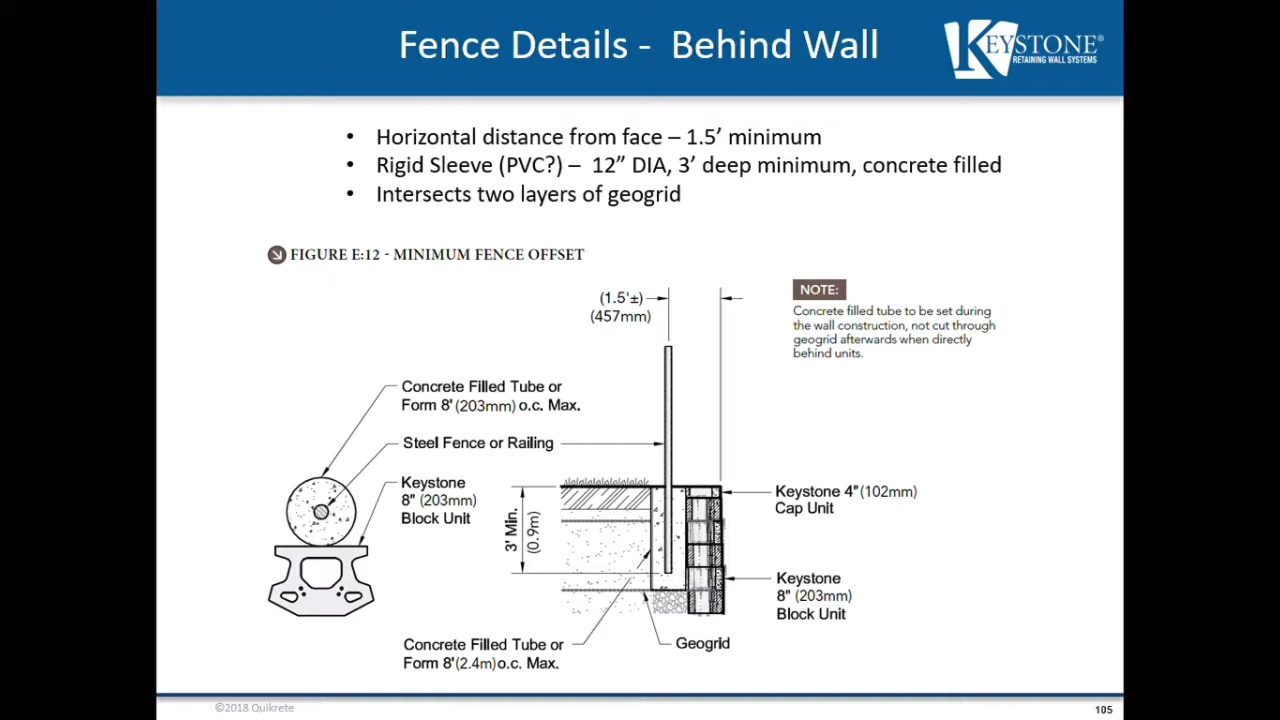 Fence Details - Behind Wall
KEYSTONE®
RETAINING WALL SYSTEMS
• Horizontal distance from face – 1.5’ minimum
• Rigid Sleeve (PVC?) – 12” DIA, 3’ deep minimum, concrete filled
• Intersects two layers of geogrid
FIGURE E:12 - MINIMUM FENCE OFFSET
(1.5'±)
(457mm)
NOTE:
Concrete filled tube to be set during
the wall construction, not cut through
geogrid afterwards when directly
behind units.
Concrete Filled Tube or
Form 8'(203mm) o.c. Max.
Steel Fence or Railing
Keystone
8" (203mm)
Block Unit
3' Min.
(0.9m)
Keystone 4"(102mm)
Cap Unit
Keystone
8" (203mm)
Block Unit
Concrete Filled Tube or
Form 8'(2.4m)o.c. Max.
Geogrid
©2018 Quikrete
105